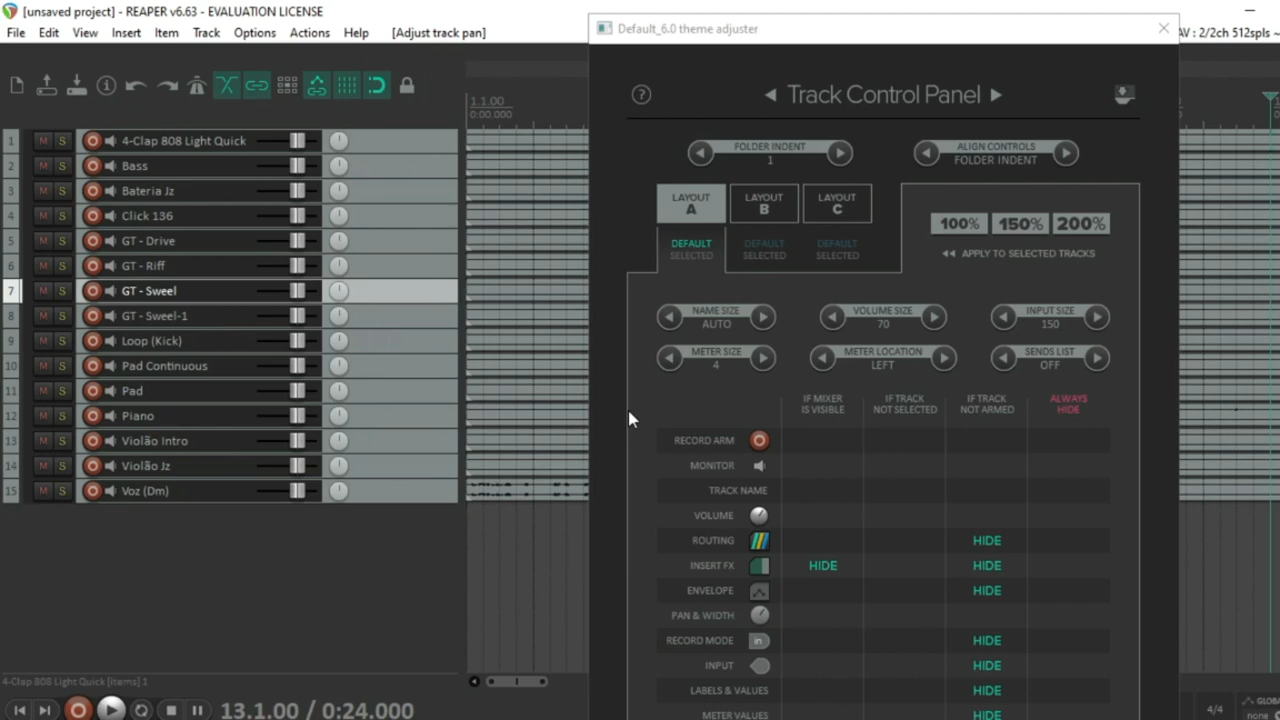 [unsaved project] - REAPER v6.63 - EVALUATION LICENSE
File Edit View Insert Item Track Options Actions Help [Adjust track pan]
AV : 2/2ch 512spls ~
Default_6.0 theme adjuster
? Track Control Panel
1.1.00
0:00.000
1 M S 4-Clap 808 Light Quick
2 M S Bass
3 M S Bateria Jz
4 M S Click 136
5 M S GT - Drive
6 M S GT - Riff
7 M S GT - Sweel
8 M S GT - Sweel-1
9 M S Loop (Kick)
10 M S Pad Continuous
11 M S Pad
12 M S Piano
13 M S Violão Intro
14 M S Violão Jz
15 M S Voz (Dm)
FOLDER INDENT
1
ALIGN CONTROLS
FOLDER INDENT
LAYOUT A
LAYOUT B
LAYOUT C
DEFAULT DEFAULT DEFAULT
SELECTED SELECTED SELECTED
100% 150% 200%
APPLY TO SELECTED TRACKS
NAME SIZE
AUTO
VOLUME SIZE
70
INPUT SIZE
150
METER SIZE
4
METER LOCATION
LEFT
SENDS LIST
OFF
IF MIXER
IS VISIBLE
IF TRACK
NOT SELECTED
IF TRACK
NOT ARMED
ALWAYS
HIDE
RECORD ARM
MONITOR
TRACK NAME
VOLUME
ROUTING HIDE
INSERT FX HIDE HIDE
ENVELOPE HIDE
PAN & WIDTH
RECORD MODE in HIDE
INPUT HIDE
LABELS & VALUES HIDE
METER VALUES HIDE
4-Clap 808 Light Quick [items] 1
13.1.00 / 0:24.000
4/4
GLOB
none